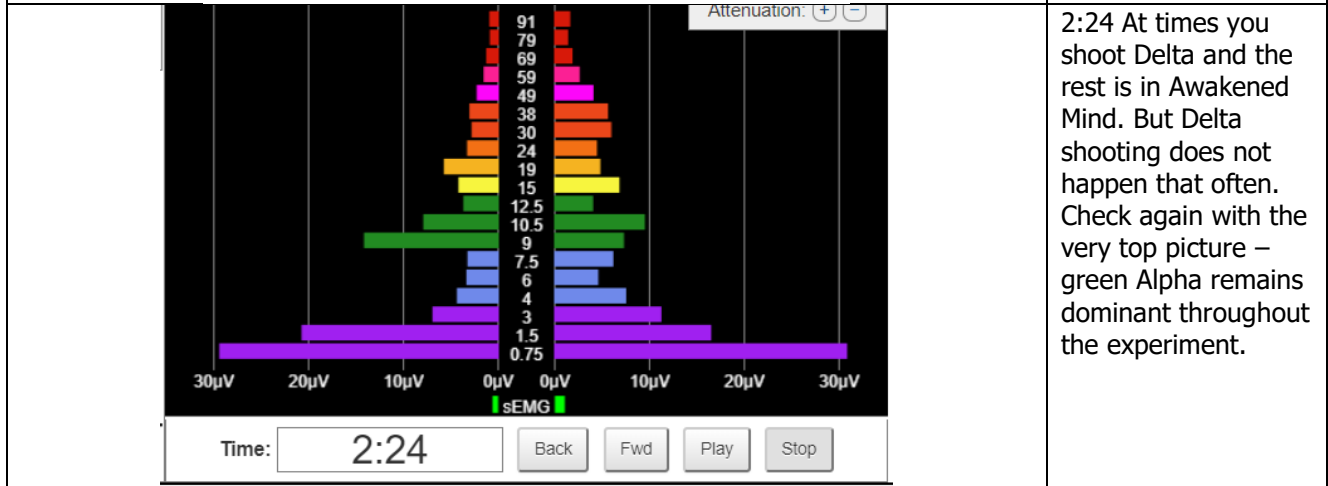 Attenuation: + −
91
79
69
59
49
38
30
24
19
15
12.5
10.5
9
7.5
6
4
3
1.5
0.75
30µV 20µV 10µV 0µV 0µV 10µV 20µV 30µV
sEMG
Time: 2:24 Back Fwd Play Stop
2:24 At times you
shoot Delta and the
rest is in Awakened
Mind. But Delta
shooting does not
happen that often.
Check again with the
very top picture –
green Alpha remains
dominant throughout
the experiment.